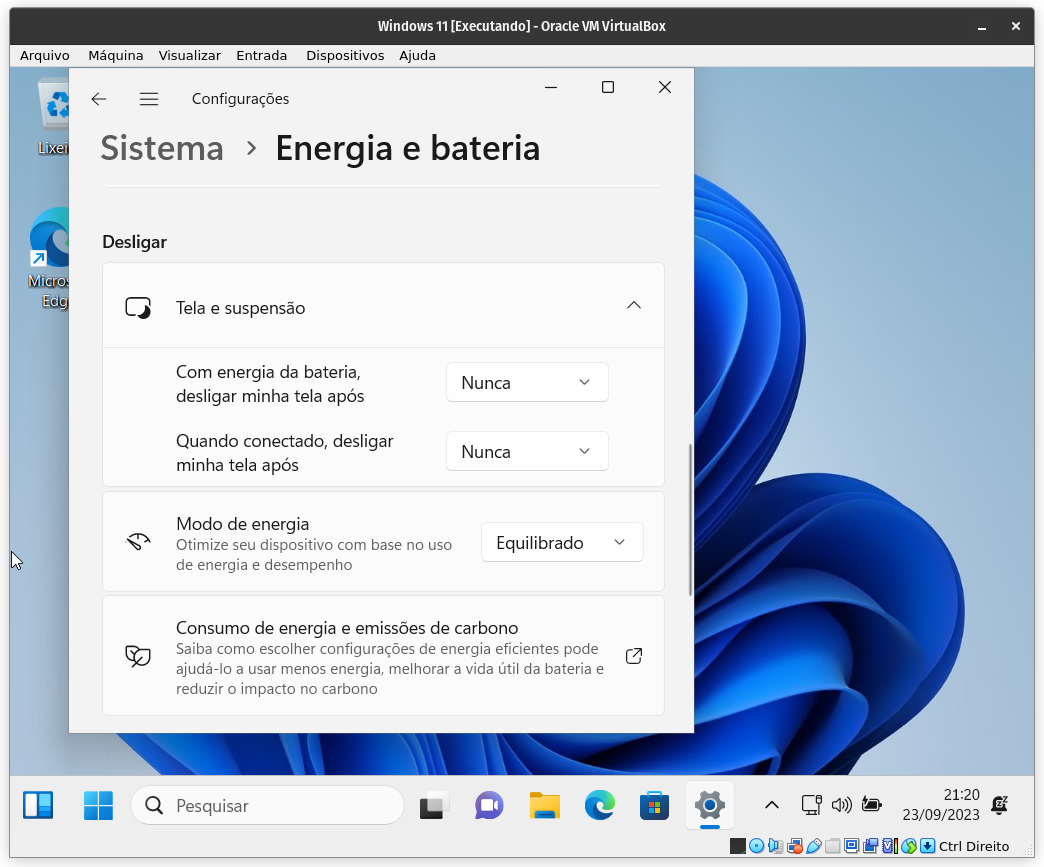 Windows 11 [Executando] - Oracle VM VirtualBox
Arquivo Máquina Visualizar Entrada Dispositivos Ajuda
Configurações
Sistema > Energia e bateria
Lixei
Micros
Edg
Desligar
Tela e suspensão
Com energia da bateria,
desligar minha tela após
Nunca
Quando conectado, desligar
minha tela após
Nunca
Modo de energia
Otimize seu dispositivo com base no uso
de energia e desempenho
Equilibrado
Consumo de energia e emissões de carbono
Saiba como escolher configurações de energia eficientes pode
ajudá-lo a usar menos energia, melhorar a vida útil da bateria e
reduzir o impacto no carbono
Pesquisar
21:20
23/09/2023
Ctrl Direito